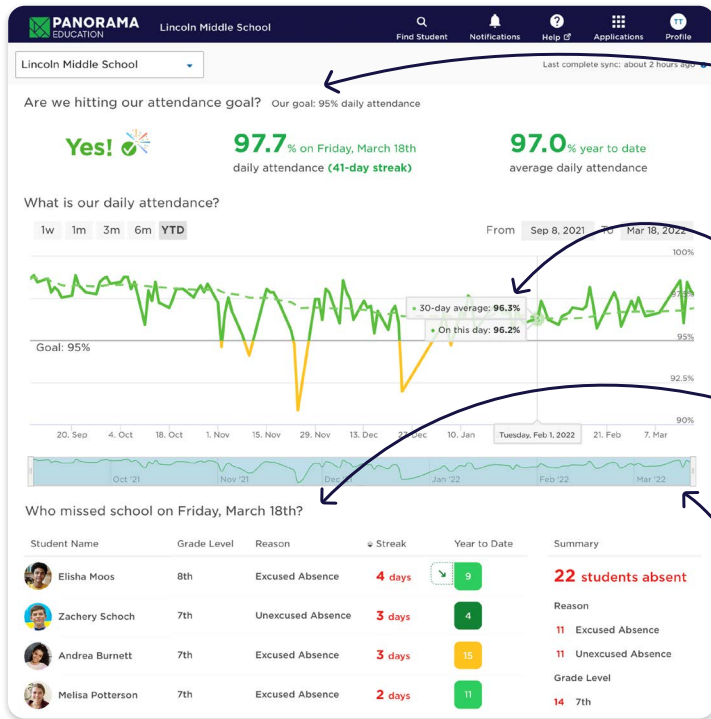 PANORAMA
EDUCATION
Lincoln Middle School
Find Student
Notifications
Help
Applications
TT
Profile
Lincoln Middle School
Last complete sync: about 2 hours ago
Are we hitting our attendance goal? Our goal: 95% daily attendance
Yes!
97.7% on Friday, March 18th
daily attendance (41-day streak)
97.0% year to date
average daily attendance
What is our daily attendance?
1w 1m 3m 6m YTD
From Sep 8, 2021 To Mar 18, 2022
100%
97.5%
30-day average: 96.3%
On this day: 96.2%
95%
Goal: 95%
92.5%
90%
20. Sep 4. Oct 18. Oct 1. Nov 15. Nov 29. Nov 13. Dec 27. Dec 10. Jan Tuesday, Feb 1, 2022 21. Feb 7. Mar
Oct '21 Nov '21 Dec '21 Jan '22 Feb '22 Mar '22
Who missed school on Friday, March 18th?
Student Name Grade Level Reason Streak Year to Date
Elisha Moos 8th Excused Absence 4 days 9
Zachery Schoch 7th Unexcused Absence 3 days 4
Andrea Burnett 7th Excused Absence 3 days 15
Melisa Potterson 7th Excused Absence 2 days 11
Summary
22 students absent
Reason
11 Excused Absence
11 Unexcused Absence
Grade Level
14 7th